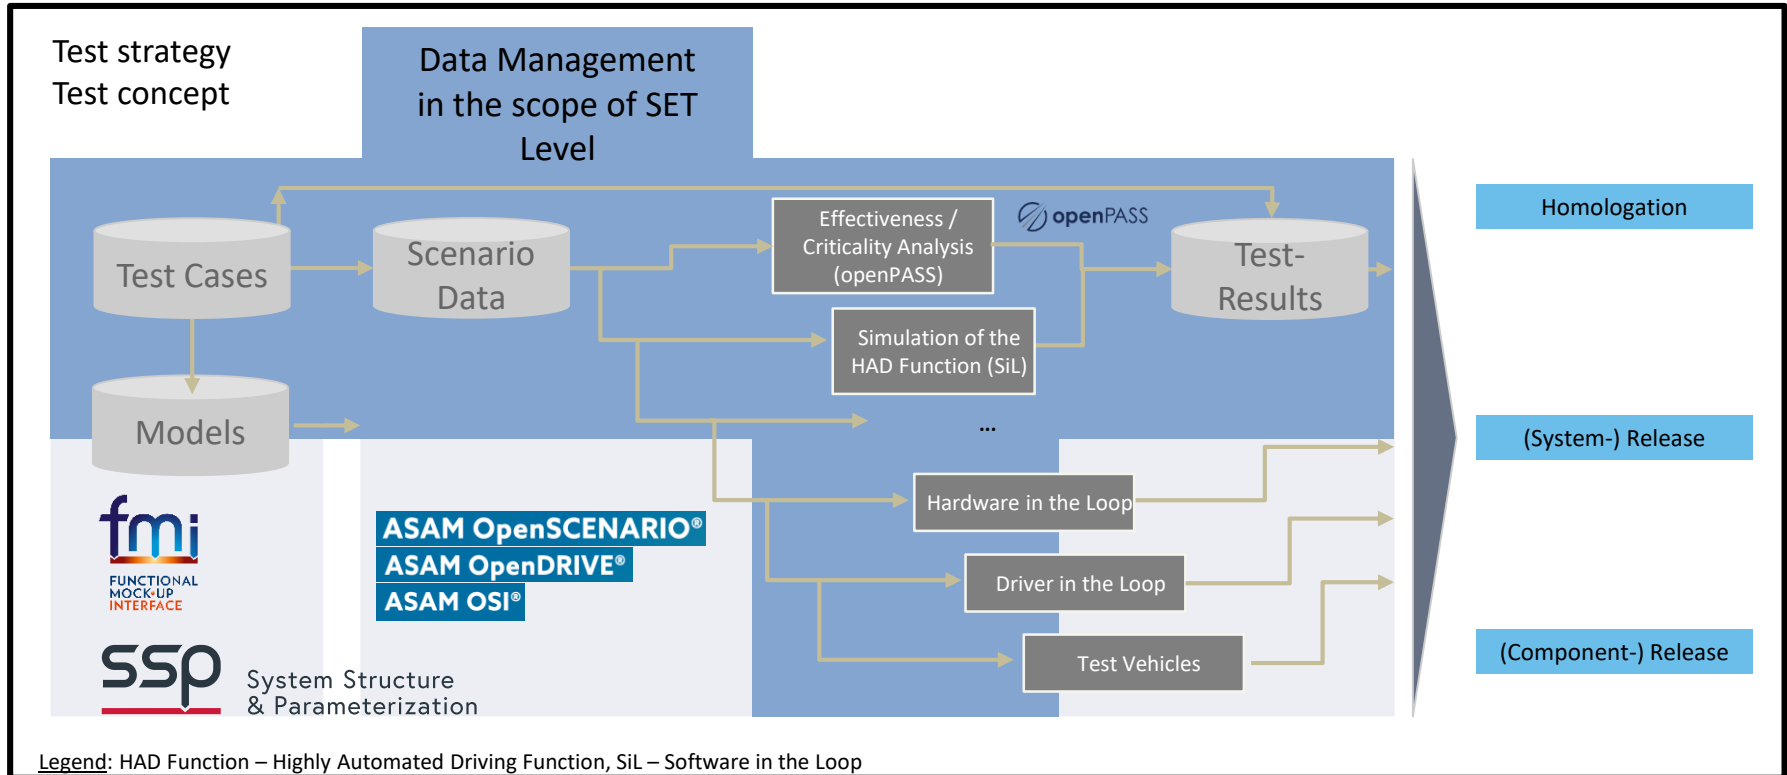 Test strategy
Test concept
Data Management
in the scope of SET
Level
Test Cases
Scenario
Data
Effectiveness /
Criticality Analysis
(openPASS)
openPASS
Test-
Results
Simulation of the
HAD Function (SiL)
Models
...
Hardware in the Loop
Driver in the Loop
Test Vehicles
fmi
FUNCTIONAL
MOCK-UP
INTERFACE
ASAM OpenSCENARIO®
ASAM OpenDRIVE®
ASAM OSI®
ssp
System Structure
& Parameterization
Homologation
(System-) Release
(Component-) Release
Legend: HAD Function – Highly Automated Driving Function, SiL – Software in the Loop